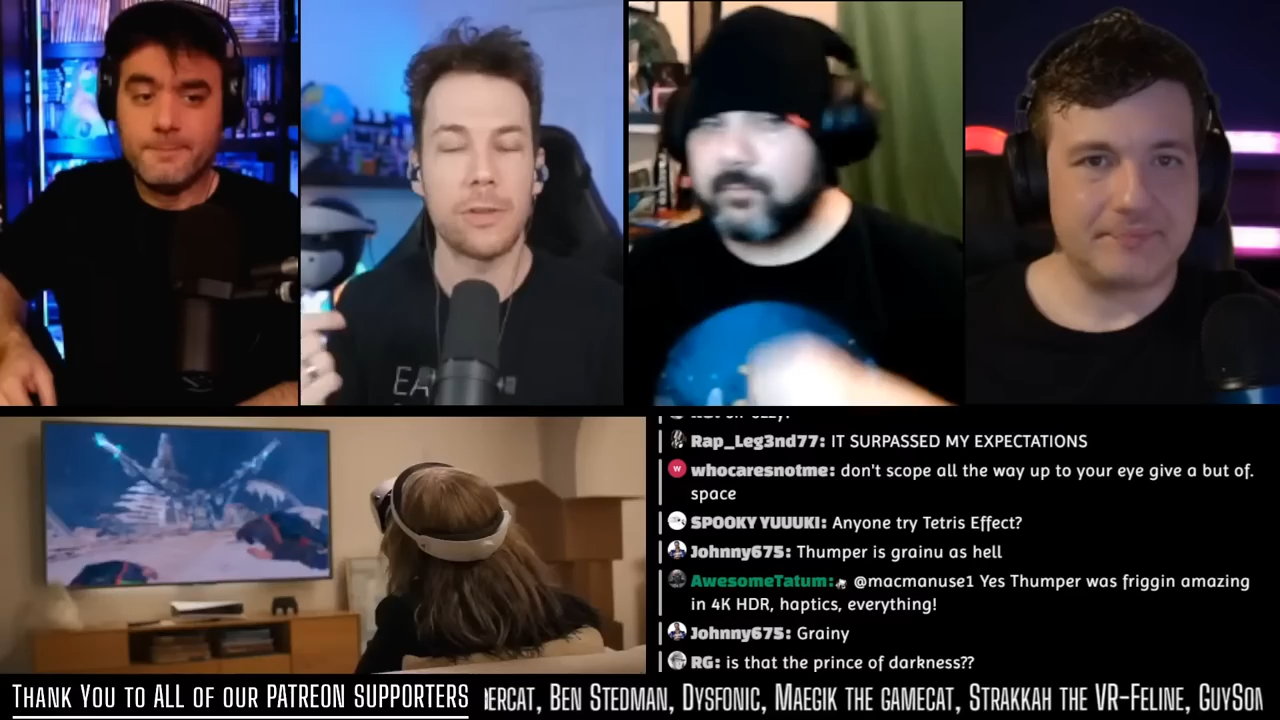 EA
Rap_Leg3nd77: IT SURPASSED MY EXPECTATIONS
W whocaresnotme: don't scope all the way up to your eye give a but of.
space
SPOOKY YUUUKI: Anyone try Tetris Effect?
Johnny675: Thumper is grainu as hell
AwesomeTatum: @macmanuse1 Yes Thumper was friggin amazing
in 4K HDR, haptics, everything!
Johnny675: Grainy
RG: is that the prince of darkness??
THANK YOU TO ALL OF OUR PATREON SUPPORTERS
ERCAT, BEN STEDMAN, DYSFONIC, MAEGIK THE GAMECAT, STRAKKAH THE VR-FELINE, GUYSON